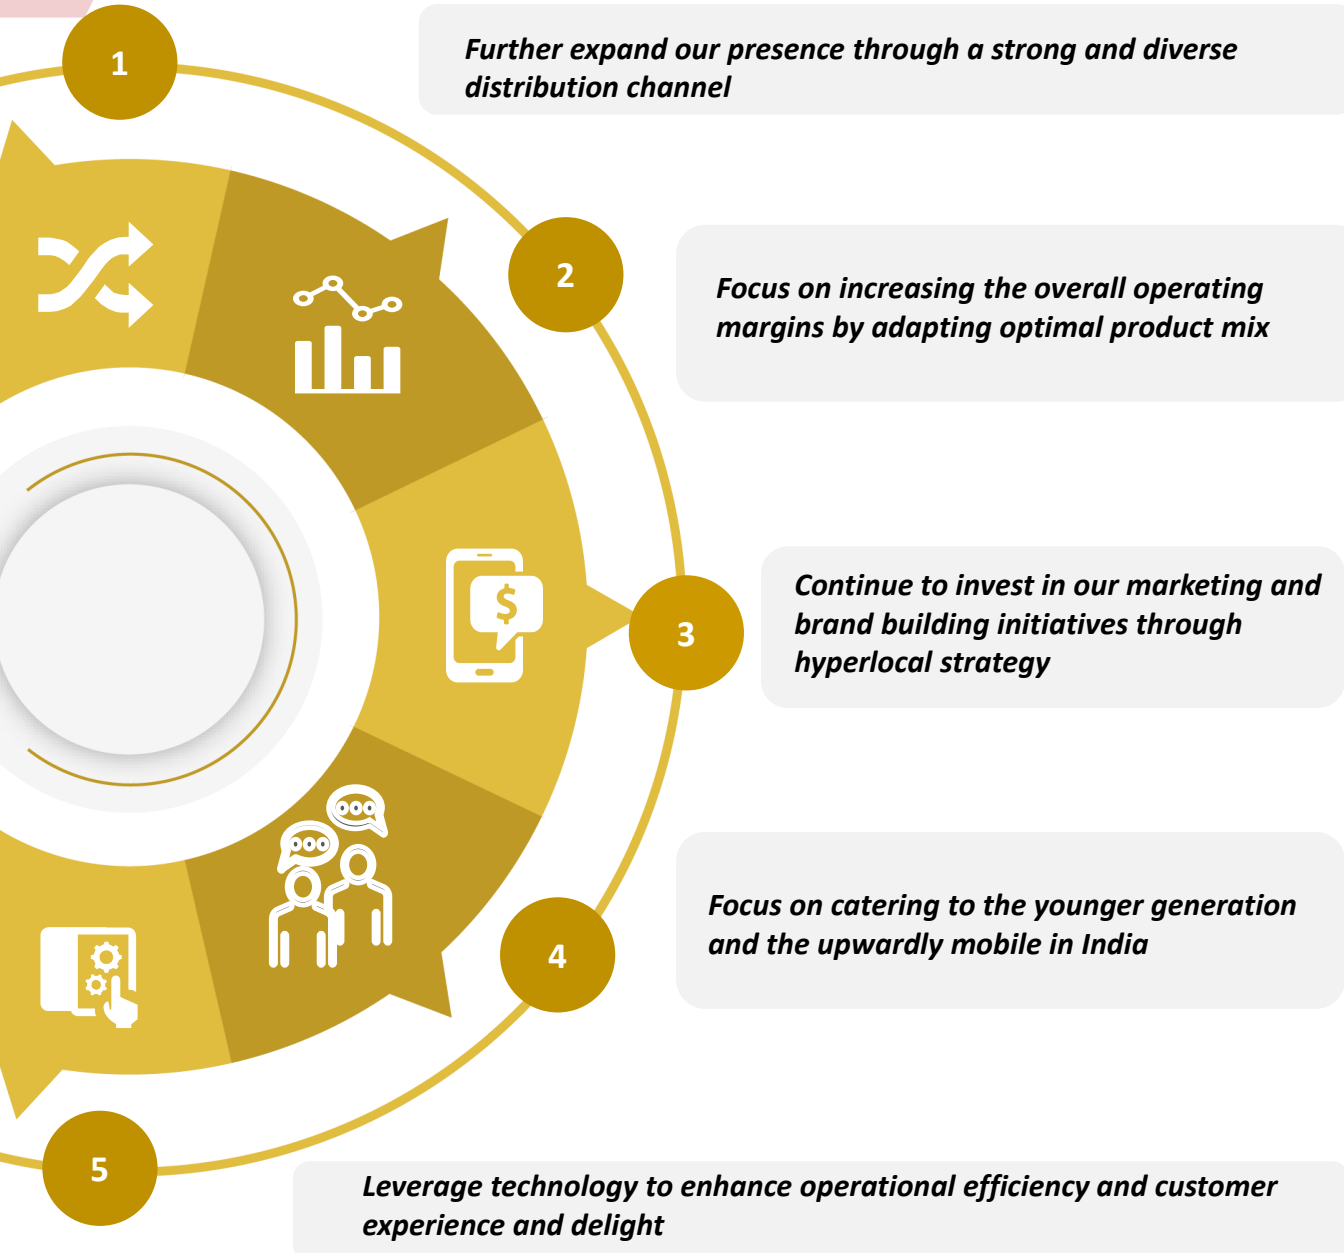 1
Further expand our presence through a strong and diverse
distribution channel
2
Focus on increasing the overall operating
margins by adapting optimal product mix
$
3
Continue to invest in our marketing and
brand building initiatives through
hyperlocal strategy
4
Focus on catering to the younger generation
and the upwardly mobile in India
5
Leverage technology to enhance operational efficiency and customer
experience and delight